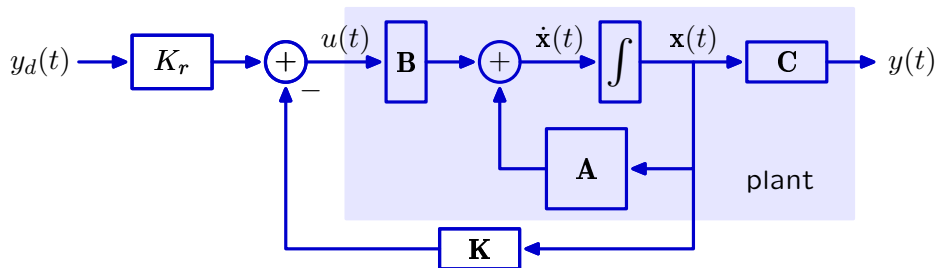 u(t) ẋ(t) x(t)
y_d(t) K_r + B + ∫ C y(t)
−
A
plant
K